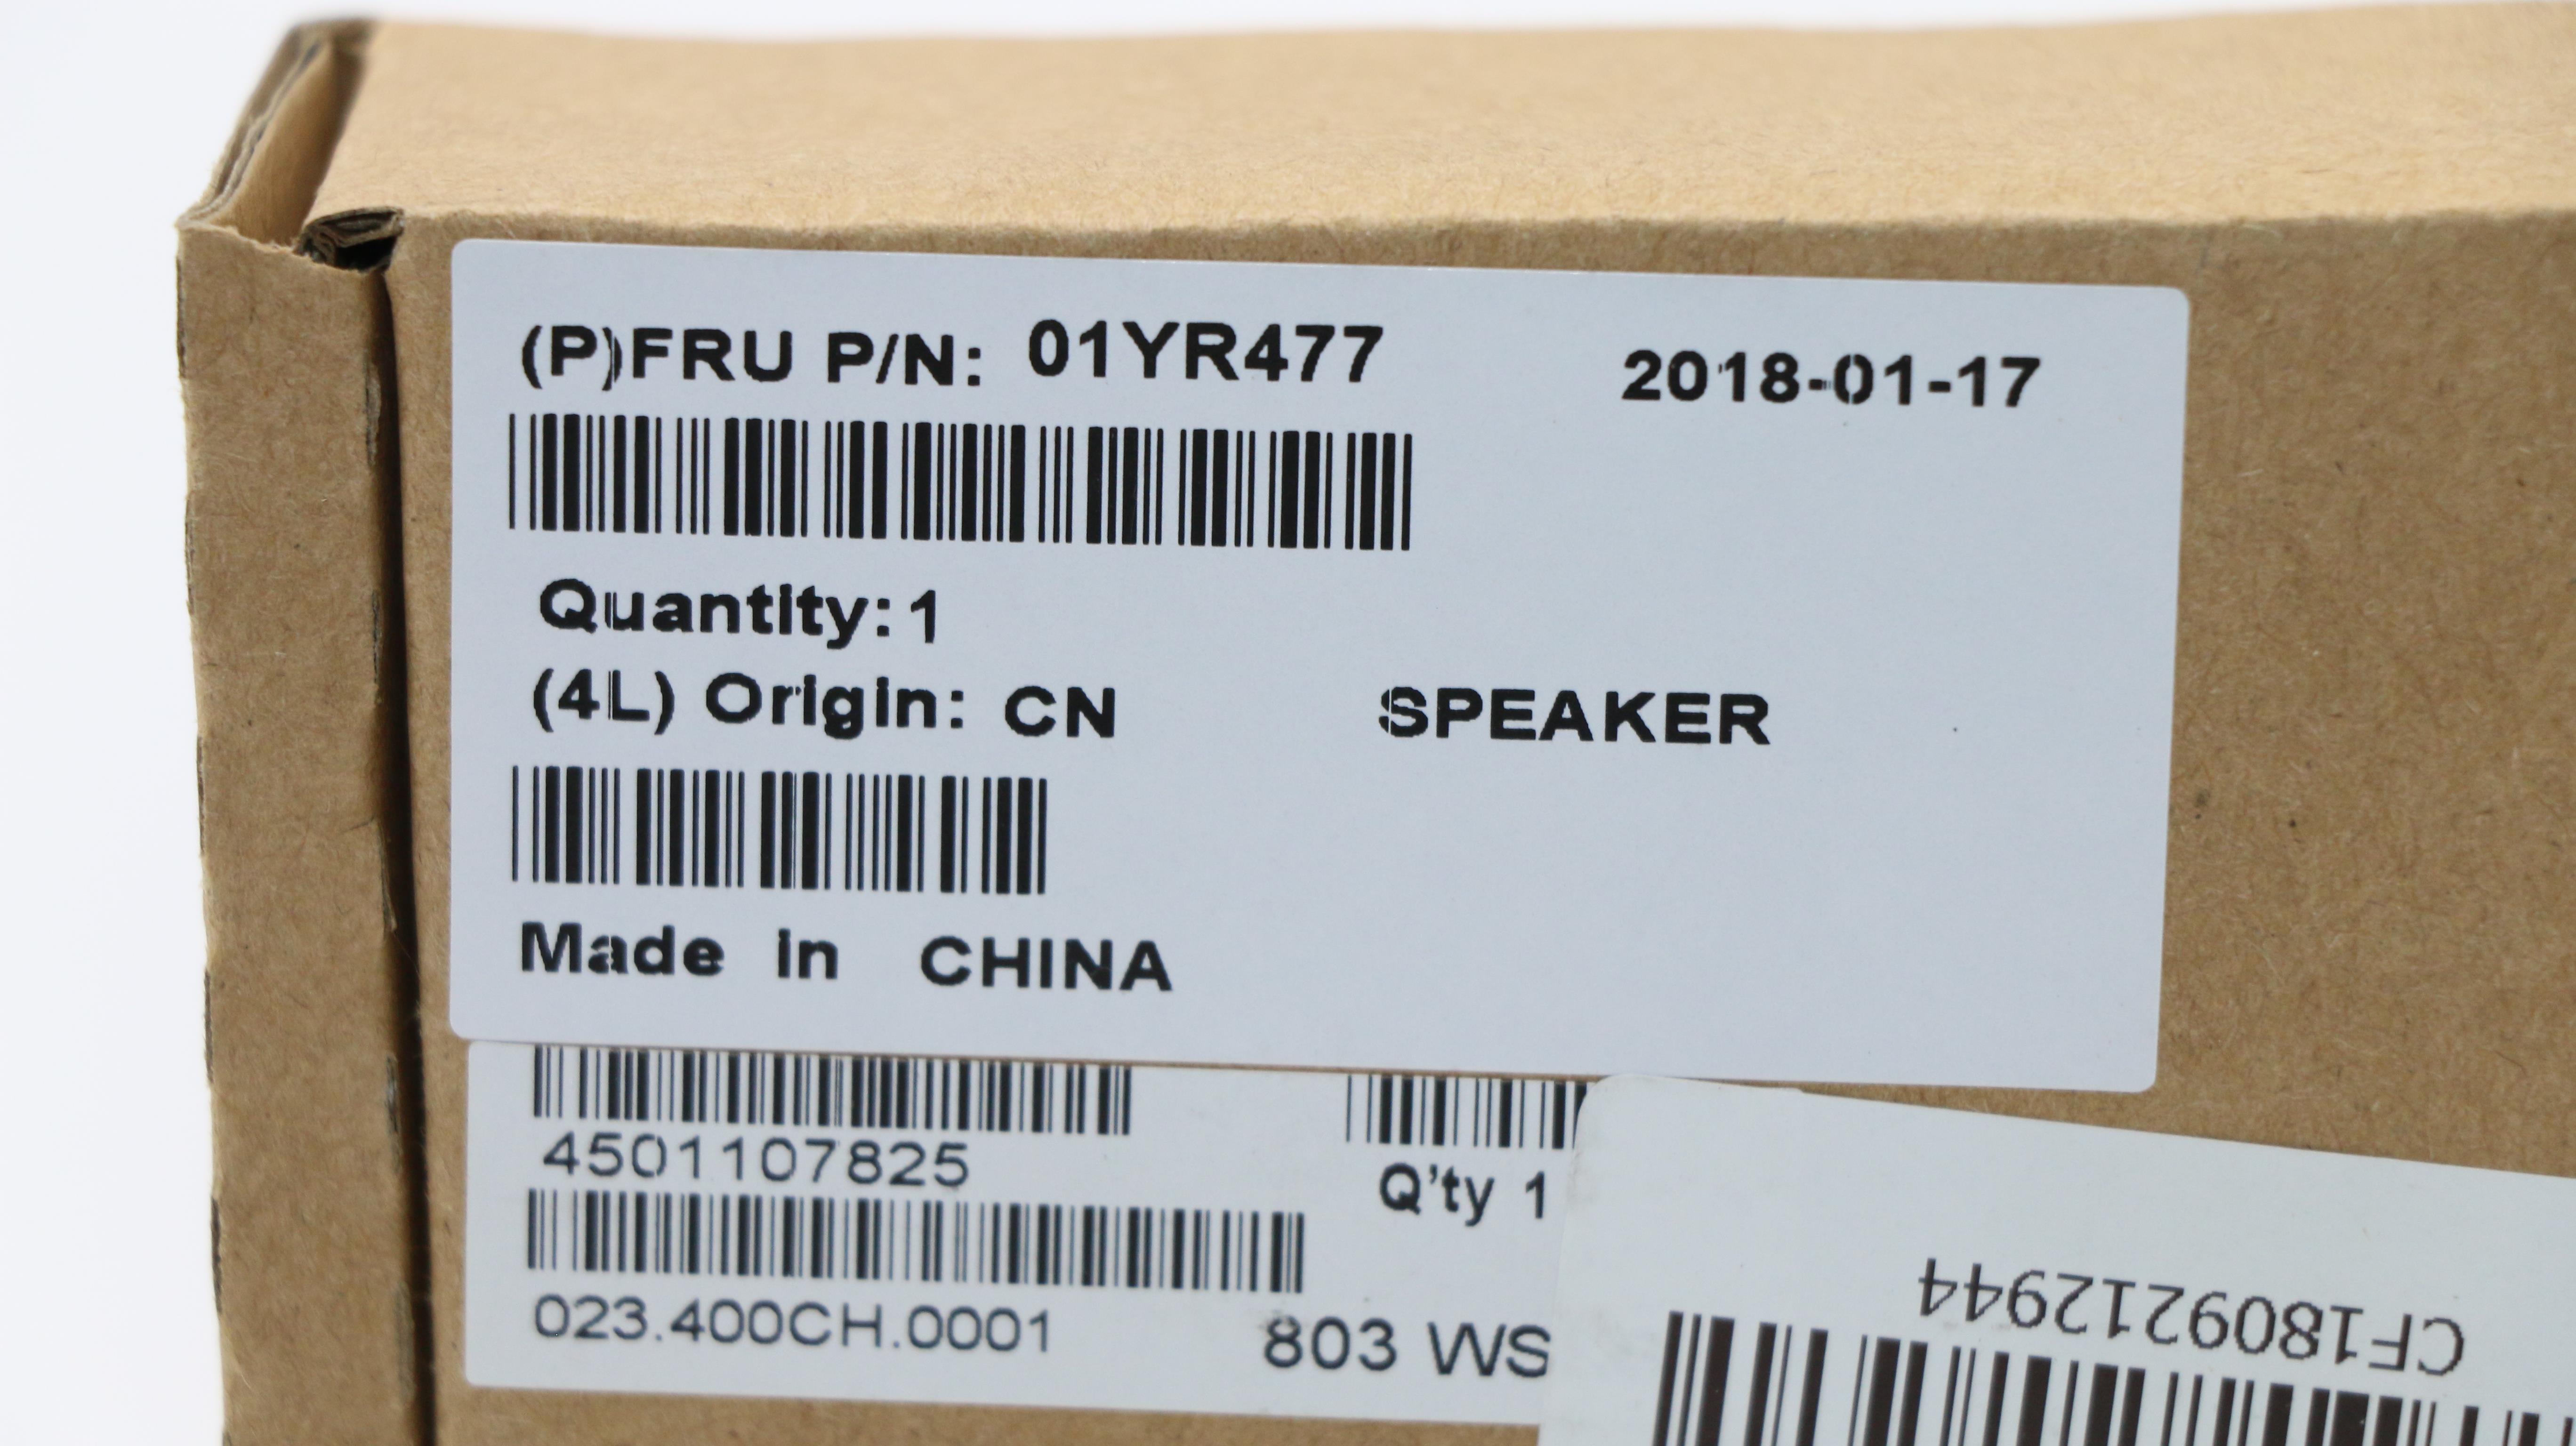 (P)FRU P/N: 01YR477 2018-01-17
Quantity: 1
(4L) Origin: CN SPEAKER
Made in CHINA
4501107825
Q'ty 1
023.400CH.0001 803 WS
CF1809212944